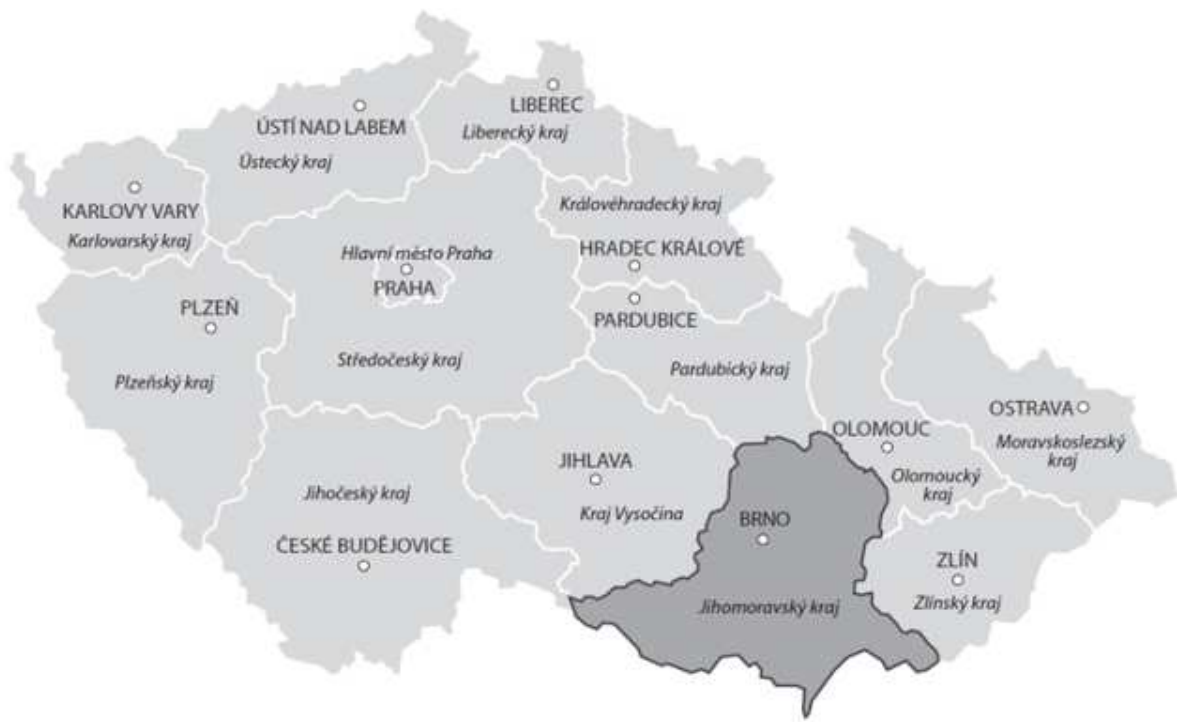 LIBEREC
Liberecký kraj
ÚSTÍ NAD LABEM
Ústecký kraj
KARLOVY VARY
Karlovarský kraj
Královéhradecký kraj
HRADEC KRÁLOVÉ
Hlavní město Praha
PRAHA
PLZEŇ
Plzeňský kraj
Středočeský kraj
PARDUBICE
Pardubický kraj
OSTRAVA
Moravskoslezský
kraj
OLOMOUC
Olomoucký
kraj
JIHLAVA
Kraj Vysočina
Jihočeský kraj
ČESKÉ BUDĚJOVICE
BRNO
Jihomoravský kraj
ZLÍN
Zlínský kraj